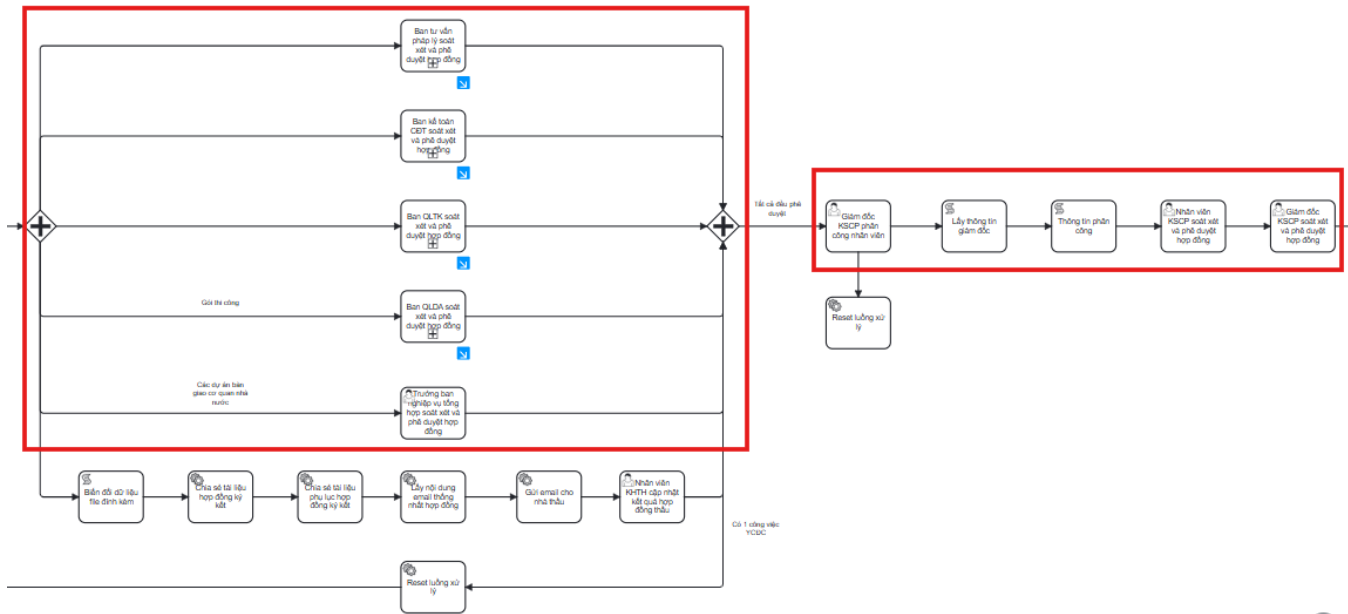 Ban tư vấn
pháp lý soát
xét và phê
duyệt hợp đồng
Ban kế toán
CĐT soát xét
và phê duyệt
hợp đồng
Ban QLTK soát
xét và phê
duyệt hợp đồng
Gói thi công
Ban QLDA soát
xét và phê
duyệt hợp đồng
Các dự án bàn
giao cơ quan nhà
nước
Trưởng ban
nghiệp vụ tổng
hợp soát xét và
phê duyệt hợp
đồng
Biến đổi dữ liệu
file đính kèm
Chia sẻ tài liệu
hợp đồng ký
kết
Chia sẻ tài liệu
phụ lục hợp
đồng ký kết
Lấy nội dung
email thống
nhất hợp đồng
Gửi email cho
nhà thầu
Nhân viên
KHTH cập nhật
kết quả hợp
đồng thầu
Có 1 công việc
YCĐC
Reset luồng xử
lý
Tất cả đều phê
duyệt
Giám đốc
KSCP phân
công nhân viên
Lấy thông tin
giám đốc
Thông tin phân
công
Nhân viên
KSCP soát xét
và phê duyệt
hợp đồng
Giám đốc
KSCP soát xét
và phê duyệt
hợp đồng
Reset luồng xử
lý